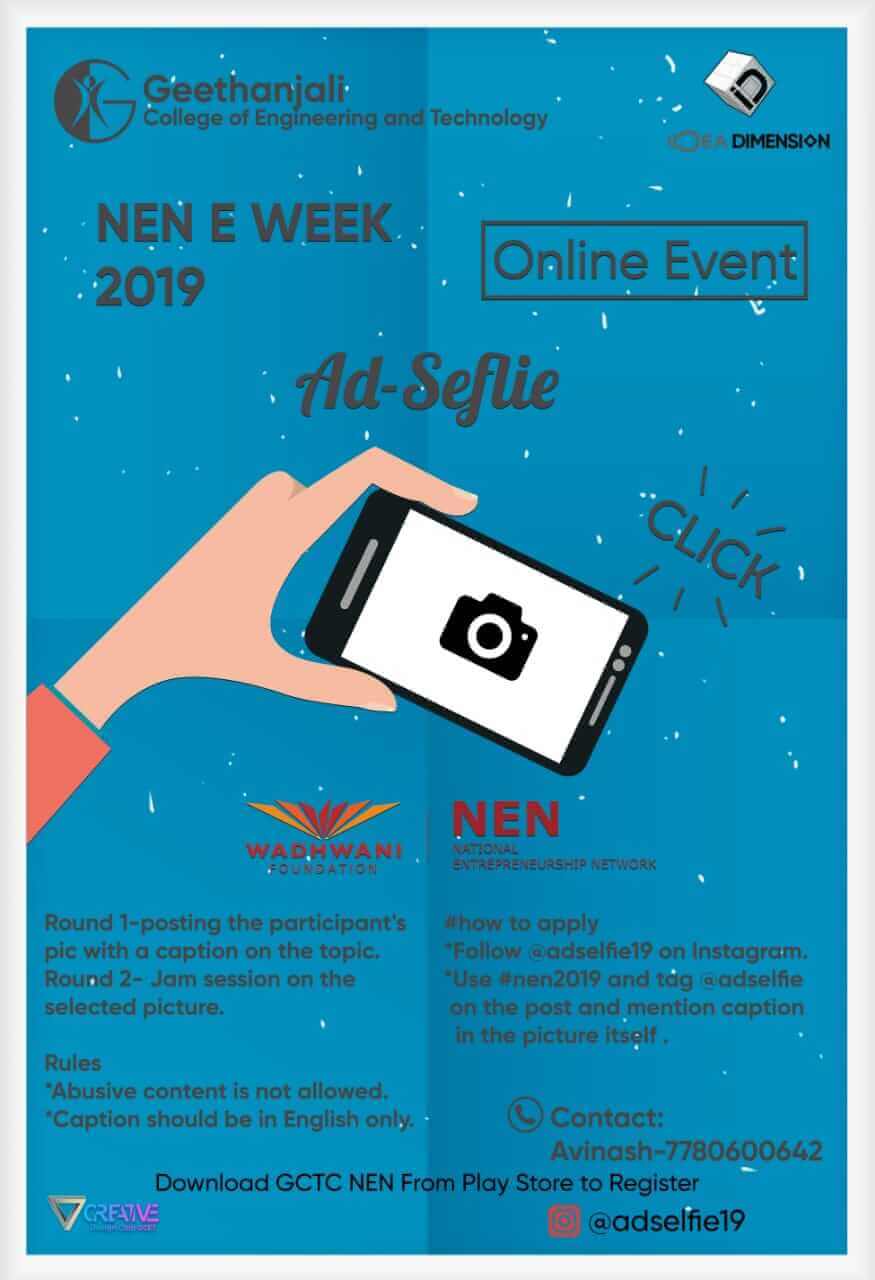 Geethanjali
College of Engineering and Technology
iD
IDEA DIMENSION
NEN E WEEK
2019
Online Event
Ad-Seflie
CLICK
WADHWANI
FOUNDATION
NEN
NATIONAL
ENTREPRENEURSHIP NETWORK
Round 1-posting the participant's
pic with a caption on the topic.
Round 2- Jam session on the
selected picture.
Rules
*Abusive content is not allowed.
*Caption should be in English only.
#how to apply
*Follow @adselfie19 on Instagram.
*Use #nen2019 and tag @adselfie
on the post and mention caption
in the picture itself .
Contact:
Avinash-7780600642
Download GCTC NEN From Play Store to Register
CREATIVE
@adselfie19